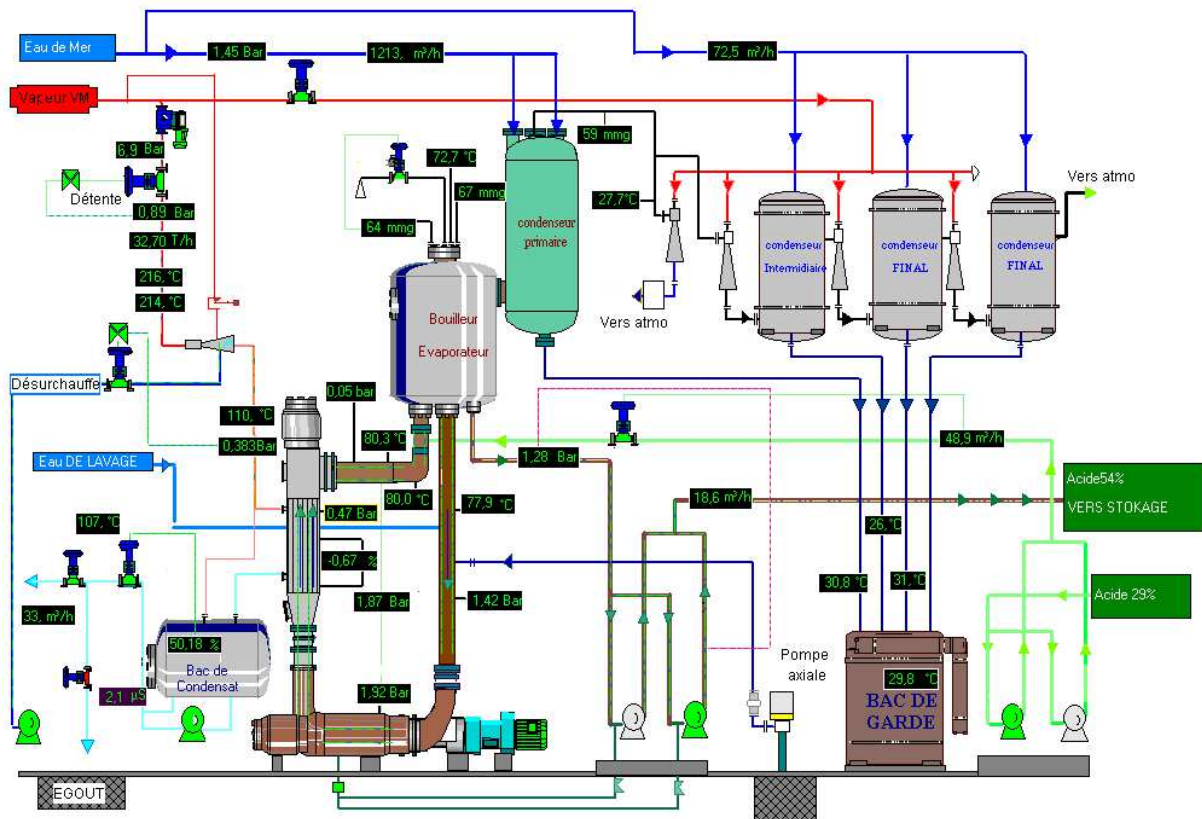 Eau de Mer
1,45 Bar
1213, m³/h
72,5 m³/h
Vapeur VM
59 mmg
6,9 Bar
72,7 °C
Vers atmo
67 mmg
27,7°C
Détente
0,89 Bar
condenseur
primaire
condenseur
Intermidiaire
condenseur
FINAL
condenseur
FINAL
64 mmg
32,70 T/h
216, °C
214, °C
Vers atmo
Bouilleur
Evaporateur
Désurchauffe
0,05 bar
110, °C
0,383Bar
80,3 °C
48,9 m³/h
1,28 Bar
Eau DE LAVAGE
80,0 °C
77,9 °C
18,6 m³/h
Acide54%
VERS STOKAGE
0,47 Bar
107, °C
26,°C
-0,67 %
30,8 °C
31,°C
1,87 Bar
1,42 Bar
Acide 29%
33, m³/h
50,18 %
Bac de
Condensat
Pompe
axiale
29,8 °C
2,1 µS
1,92 Bar
BAC DE
GARDE
EGOUT